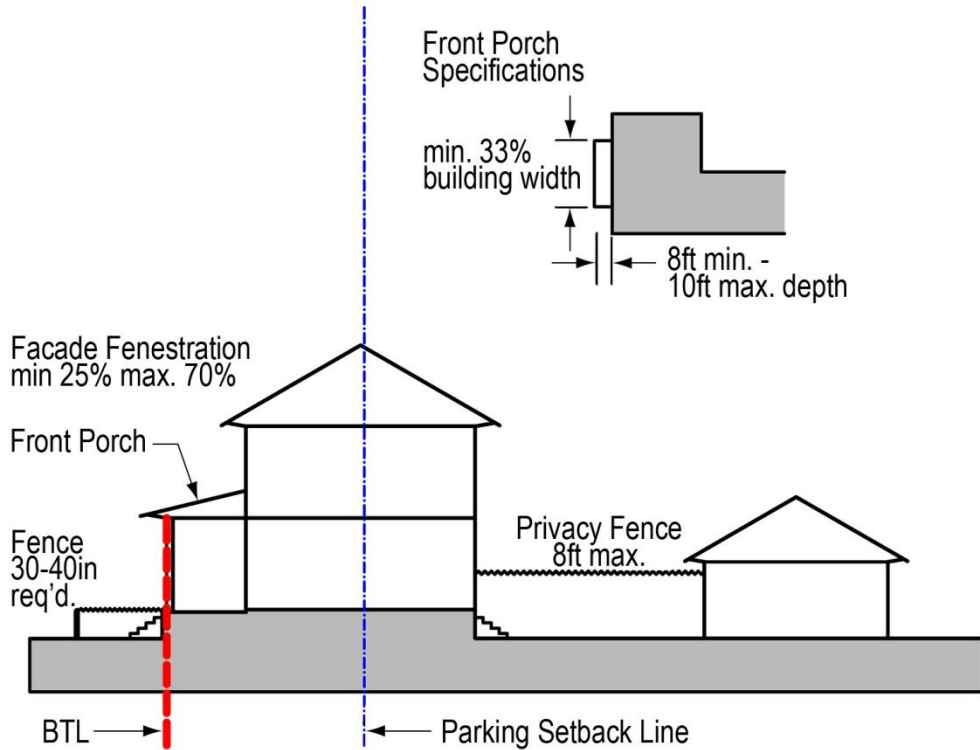 Front Porch
Specifications
min. 33%
building width
8ft min. -
10ft max. depth
Facade Fenestration
min 25% max. 70%
Front Porch
Fence
30-40in
req'd.
Privacy Fence
8ft max.
BTL
Parking Setback Line